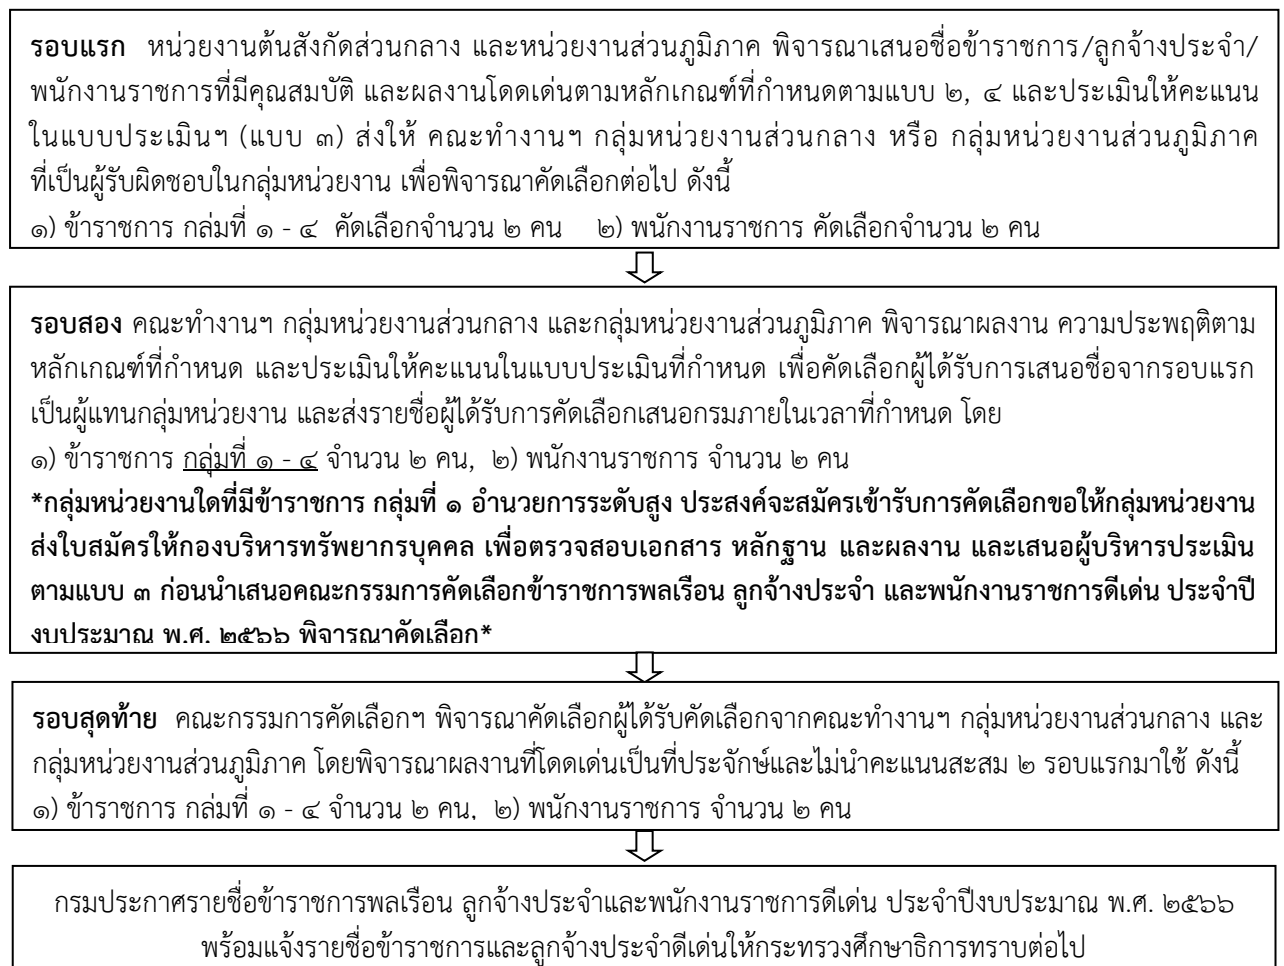 รอบแรก หน่วยงานต้นสังกัดส่วนกลาง และหน่วยงานส่วนภูมิภาค พิจารณาเสนอชื่อข้าราชการ/ลูกจ้างประจำ/
พนักงานราชการที่มีคุณสมบัติ และผลงานโดดเด่นตามหลักเกณฑ์ที่กำหนดตามแบบ ๒, ๔ และประเมินให้คะแนน
ในแบบประเมินฯ (แบบ ๓) ส่งให้ คณะทำงานฯ กลุ่มหน่วยงานส่วนกลาง หรือ กลุ่มหน่วยงานส่วนภูมิภาค
ที่เป็นผู้รับผิดชอบในกลุ่มหน่วยงาน เพื่อพิจารณาคัดเลือกต่อไป ดังนี้
๑) ข้าราชการ กลุ่มที่ ๑ - ๔ คัดเลือกจำนวน ๒ คน ๒) พนักงานราชการ คัดเลือกจำนวน ๒ คน
รอบสอง คณะทำงานฯ กลุ่มหน่วยงานส่วนกลาง และกลุ่มหน่วยงานส่วนภูมิภาค พิจารณาผลงาน ความประพฤติตาม
หลักเกณฑ์ที่กำหนด และประเมินให้คะแนนในแบบประเมินที่กำหนด เพื่อคัดเลือกผู้ได้รับการเสนอชื่อจากรอบแรก
เป็นผู้แทนกลุ่มหน่วยงาน และส่งรายชื่อผู้ได้รับการคัดเลือกเสนอกรมภายในเวลาที่กำหนด โดย
๑) ข้าราชการ กลุ่มที่ ๑ - ๔ จำนวน ๒ คน, ๒) พนักงานราชการ จำนวน ๒ คน
*กลุ่มหน่วยงานใดที่มีข้าราชการ กลุ่มที่ ๑ อำนวยการระดับสูง ประสงค์จะสมัครเข้ารับการคัดเลือกขอให้กลุ่มหน่วยงาน
ส่งใบสมัครให้กองบริหารทรัพยากรบุคคล เพื่อตรวจสอบเอกสาร หลักฐาน และผลงาน และเสนอผู้บริหารประเมิน
ตามแบบ ๓ ก่อนนำเสนอคณะกรรมการคัดเลือกข้าราชการพลเรือน ลูกจ้างประจำ และพนักงานราชการดีเด่น ประจำปี
งบประมาณ พ.ศ. ๒๕๖๖ พิจารณาคัดเลือก*
รอบสุดท้าย คณะกรรมการคัดเลือกฯ พิจารณาคัดเลือกผู้ได้รับคัดเลือกจากคณะทำงานฯ กลุ่มหน่วยงานส่วนกลาง และ
กลุ่มหน่วยงานส่วนภูมิภาค โดยพิจารณาผลงานที่โดดเด่นเป็นที่ประจักษ์และไม่นำคะแนนสะสม ๒ รอบแรกมาใช้ ดังนี้
๑) ข้าราชการ กลุ่มที่ ๑ - ๔ จำนวน ๒ คน, ๒) พนักงานราชการ จำนวน ๒ คน
กรมประกาศรายชื่อข้าราชการพลเรือน ลูกจ้างประจำและพนักงานราชการดีเด่น ประจำปีงบประมาณ พ.ศ. ๒๕๖๖
พร้อมแจ้งรายชื่อข้าราชการและลูกจ้างประจำดีเด่นให้กระทรวงศึกษาธิการทราบต่อไป